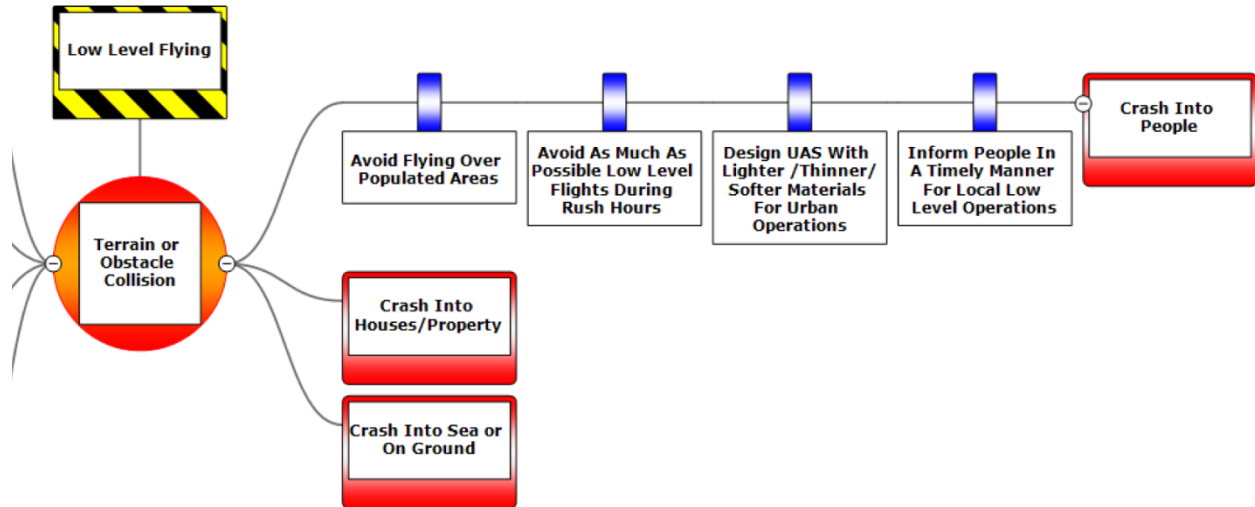 Low Level Flying
Terrain or
Obstacle
Collision
Avoid Flying Over
Populated Areas
Avoid As Much As
Possible Low Level
Flights During
Rush Hours
Design UAS With
Lighter /Thinner/
Softer Materials
For Urban
Operations
Inform People In
A Timely Manner
For Local Low
Level Operations
Crash Into
People
Crash Into
Houses/Property
Crash Into Sea or
On Ground